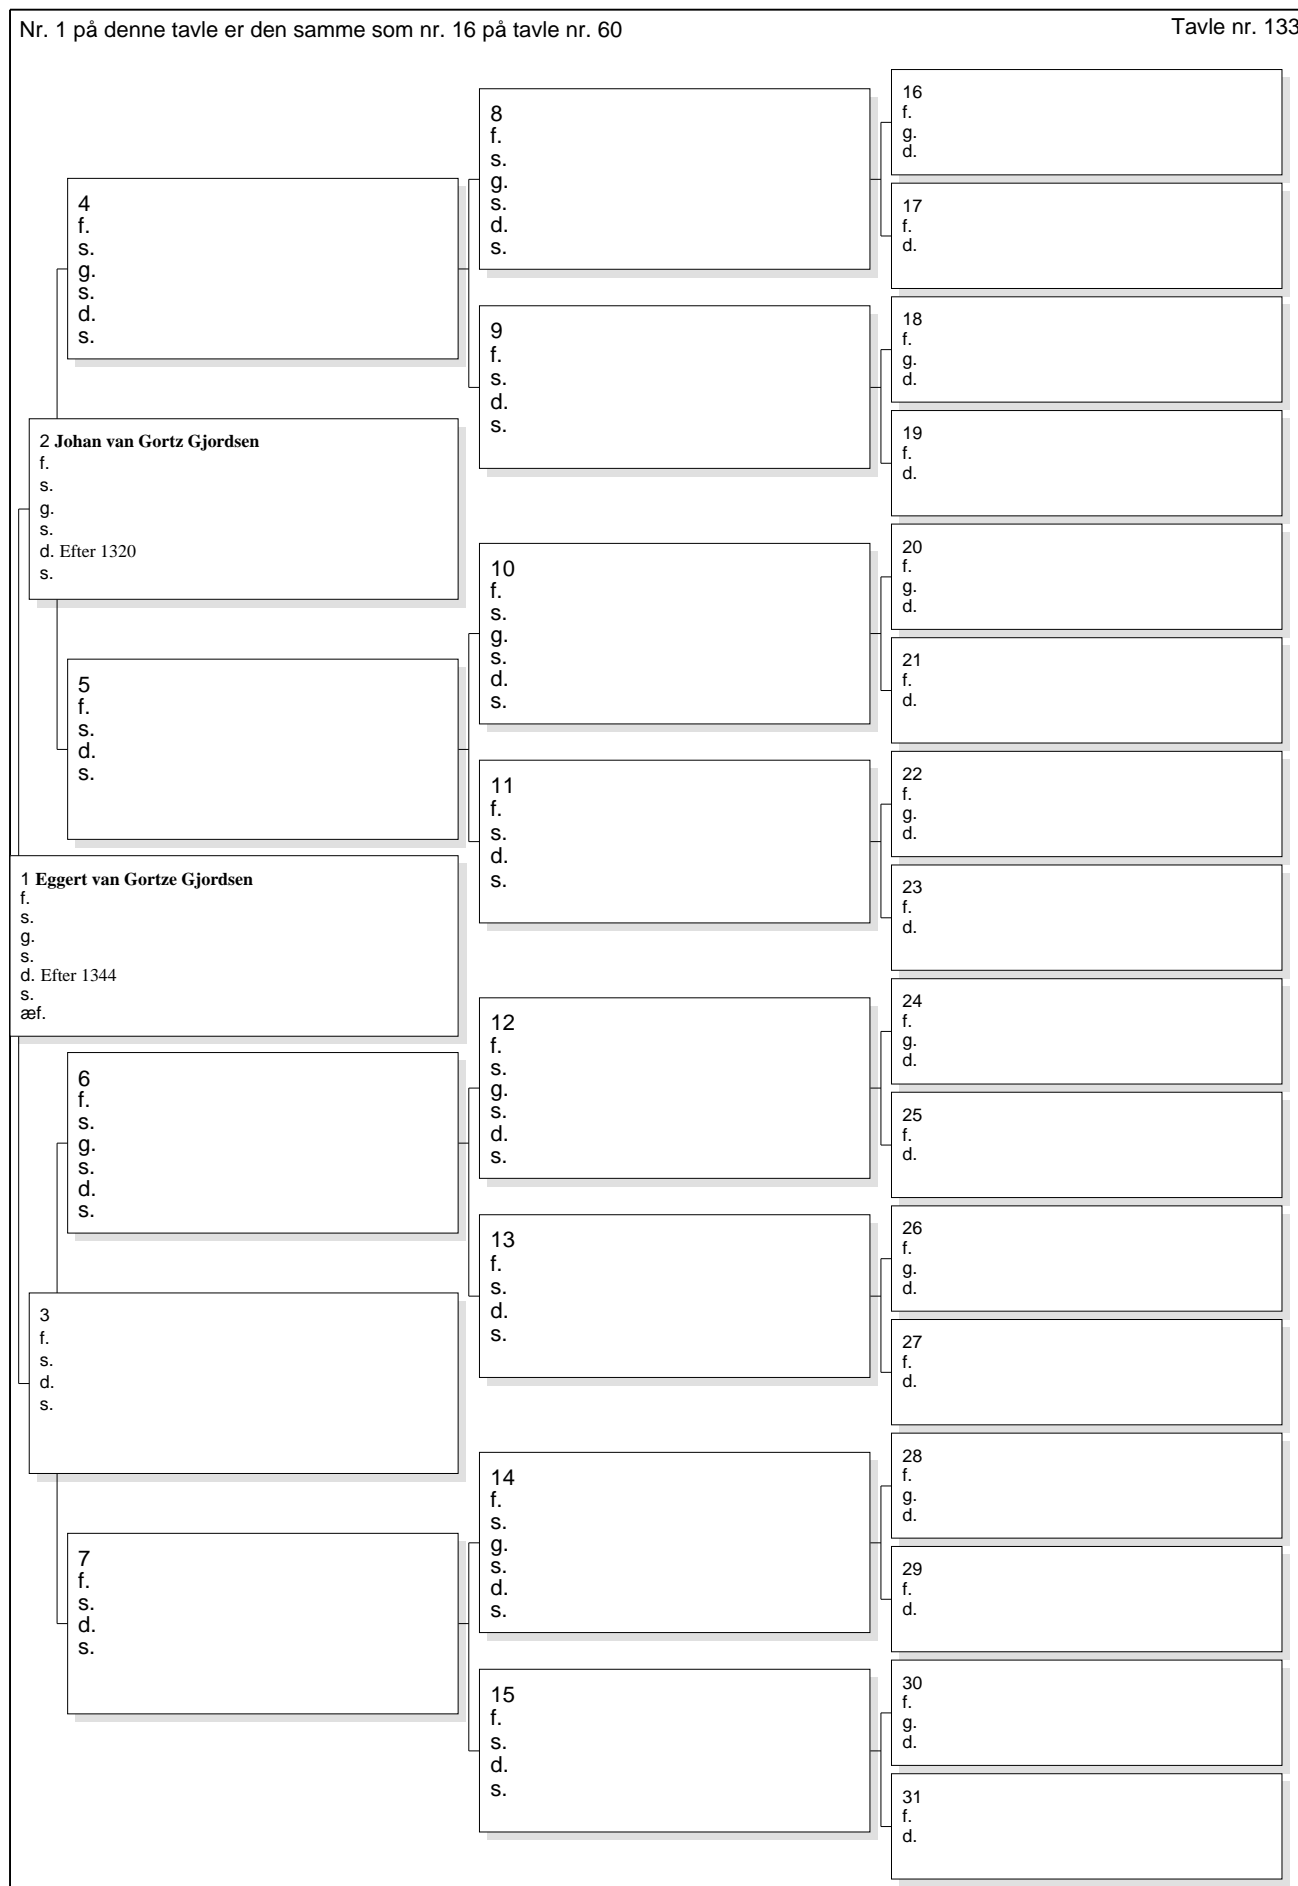 Nr. 1 på denne tavle er den samme som nr. 16 på tavle nr. 60
Tavle nr. 133
1 Eggert van Gortze Gjordsen
f.
s.
g.
s.
d. Efter 1344
s.
æf.
2 Johan van Gortz Gjordsen
f.
s.
g.
s.
d. Efter 1320
s.
3
f.
s.
d.
s.
4
f.
s.
g.
s.
d.
s.
5
f.
s.
d.
s.
6
f.
s.
g.
s.
d.
s.
7
f.
s.
d.
s.
8
f.
s.
g.
s.
d.
s.
9
f.
s.
d.
s.
10
f.
s.
g.
s.
d.
s.
11
f.
s.
d.
s.
12
f.
s.
g.
s.
d.
s.
13
f.
s.
d.
s.
14
f.
s.
g.
s.
d.
s.
15
f.
s.
d.
s.
16
f.
g.
d.
17
f.
d.
18
f.
g.
d.
19
f.
d.
20
f.
g.
d.
21
f.
d.
22
f.
g.
d.
23
f.
d.
24
f.
g.
d.
25
f.
d.
26
f.
g.
d.
27
f.
d.
28
f.
g.
d.
29
f.
d.
30
f.
g.
d.
31
f.
d.